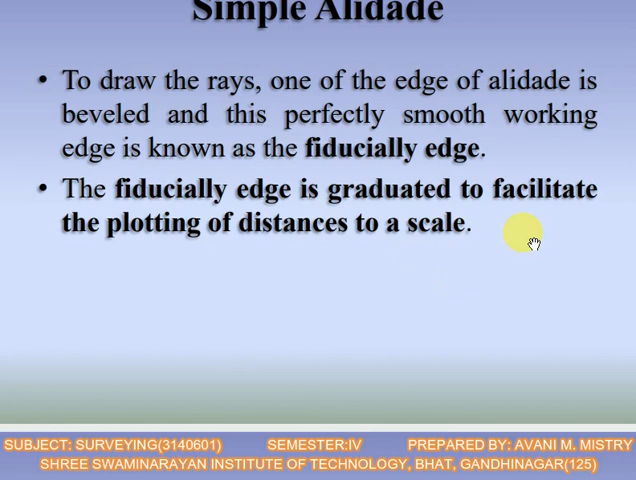 Simple Alidade
• To draw the rays, one of the edge of alidade is
beveled and this perfectly smooth working
edge is known as the fiducially edge.
• The fiducially edge is graduated to facilitate
the plotting of distances to a scale.
SUBJECT: SURVEYING(3140601) SEMESTER:IV PREPARED BY: AVANI M. MISTRY
SHREE SWAMINARAYAN INSTITUTE OF TECHNOLOGY, BHAT, GANDHINAGAR(125)